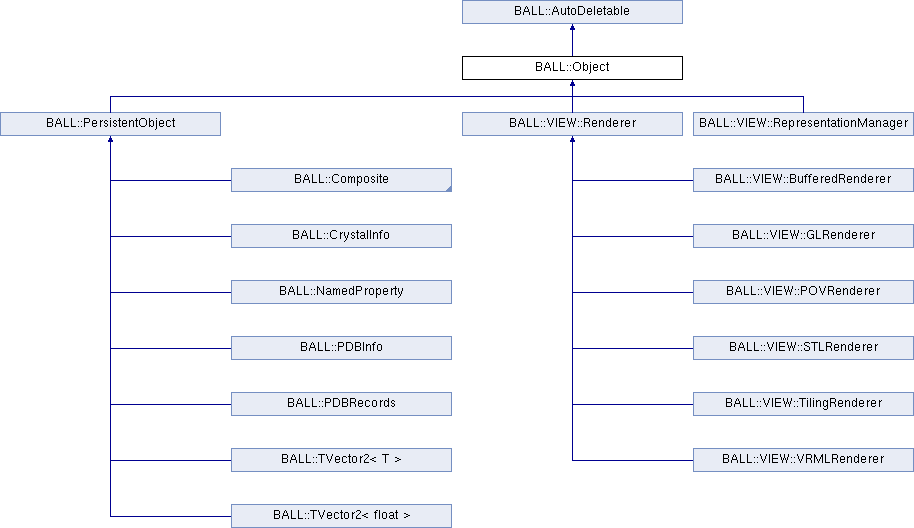 BALL::AutoDeletable
BALL::Object
BALL::PersistentObject
BALL::VIEW::Renderer
BALL::VIEW::RepresentationManager
BALL::Composite
BALL::VIEW::BufferedRenderer
BALL::CrystalInfo
BALL::VIEW::GLRenderer
BALL::NamedProperty
BALL::VIEW::POVRenderer
BALL::PDBInfo
BALL::VIEW::STLRenderer
BALL::PDBRecords
BALL::VIEW::TilingRenderer
BALL::TVector2< T >
BALL::VIEW::VRMLRenderer
BALL::TVector2< float >